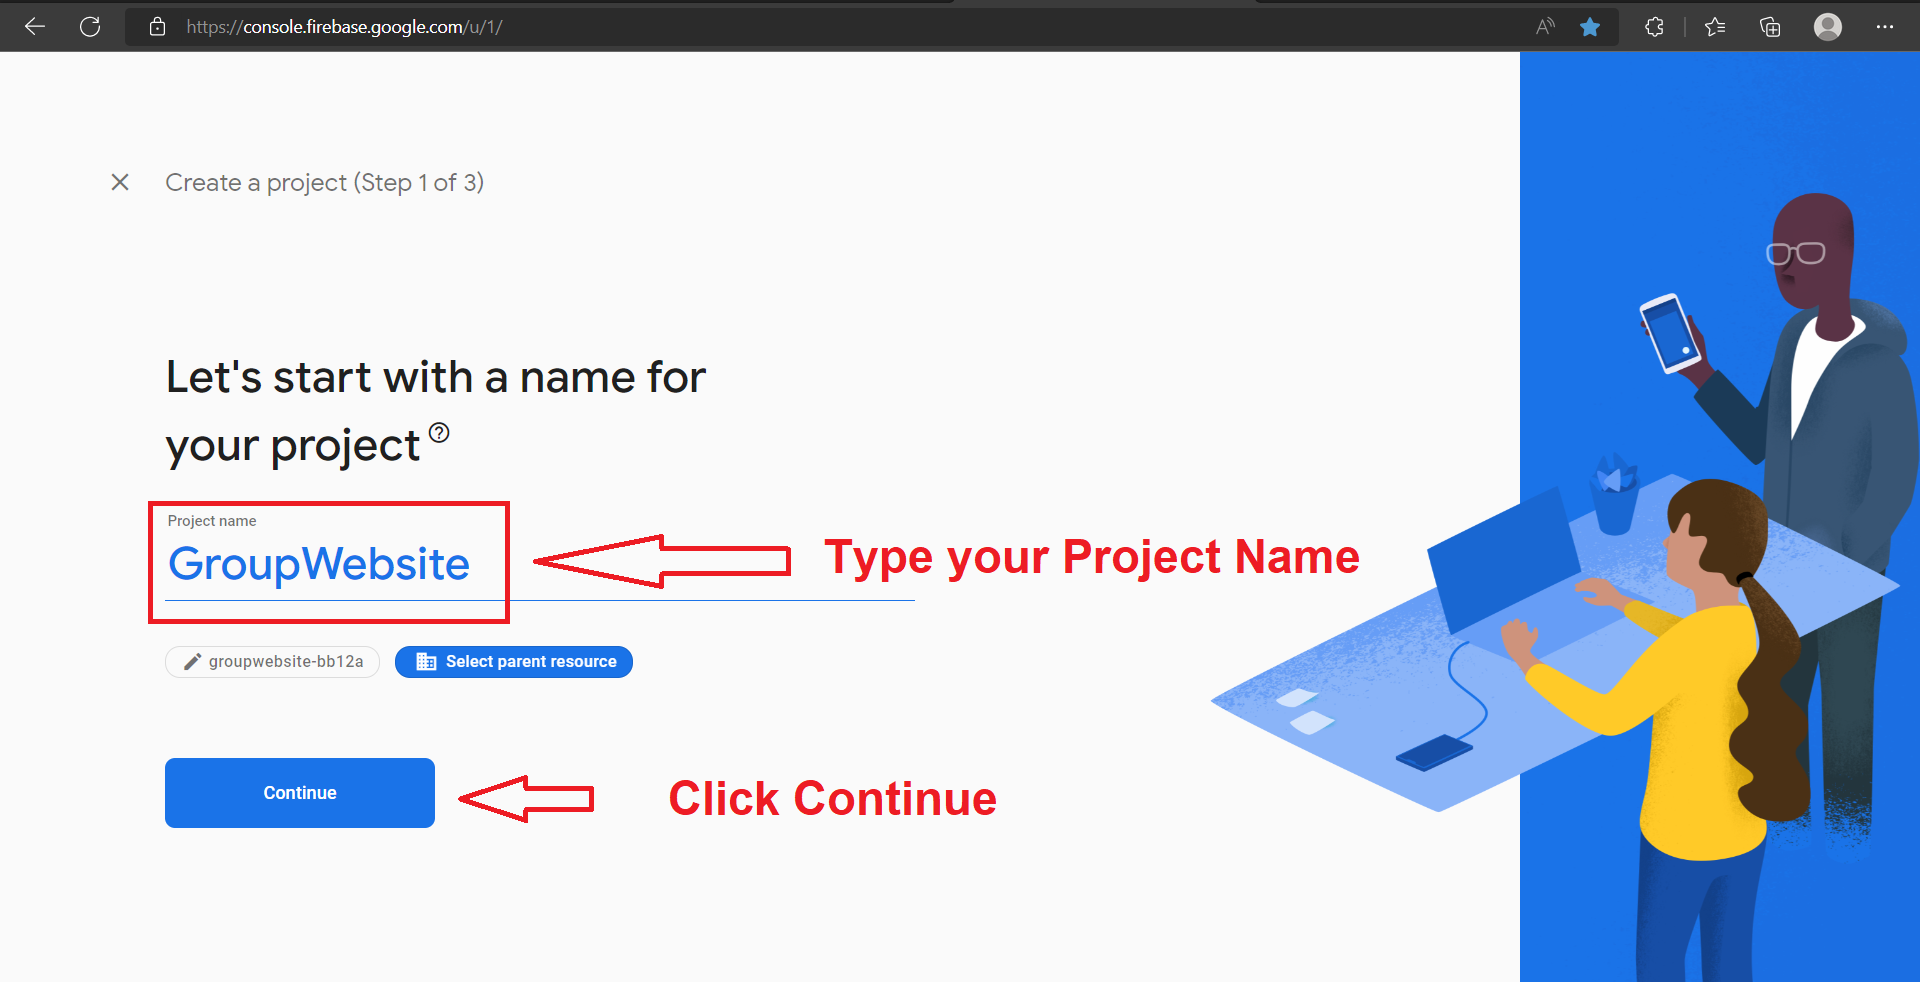 https://console.firebase.google.com/u/1/
Create a project (Step 1 of 3)
Let's start with a name for
your project
Project name
GroupWebsite
Type your Project Name
groupwebsite-bb12a
Select parent resource
Continue
Click Continue